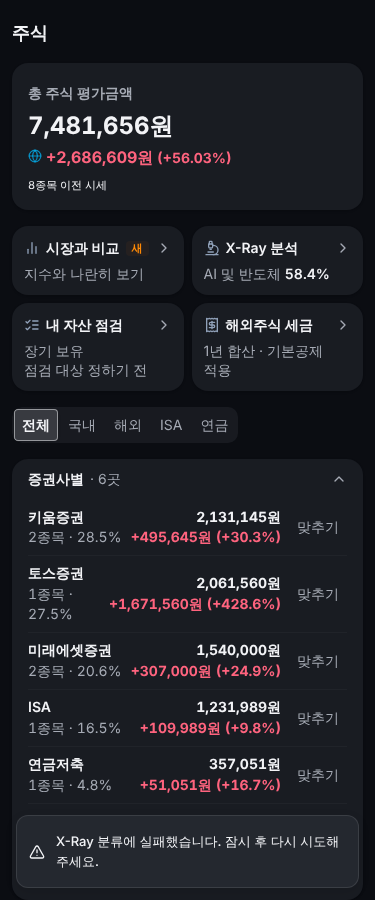 주식
총 주식 평가금액
7,481,656원
+2,686,609원 (+56.03%)
8종목 이전 시세
시장과 비교 새
지수와 나란히 보기
X-Ray 분석
AI 및 반도체 58.4%
내 자산 점검
장기 보유
점검 대상 정하기 전
해외주식 세금
1년 합산 · 기본공제
적용
전체 국내 해외 ISA 연금
증권사별 · 6곳
키움증권 2,131,145원
2종목 · 28.5% +495,645원 (+30.3%) 맞추기
토스증권 2,061,560원
1종목 · +1,671,560원 (+428.6%) 맞추기
27.5%
미래에셋증권 1,540,000원
2종목 · 20.6% +307,000원 (+24.9%) 맞추기
ISA 1,231,989원
1종목 · 16.5% +109,989원 (+9.8%) 맞추기
연금저축 357,051원
1종목 · 4.8% +51,051원 (+16.7%) 맞추기
X-Ray 분류에 실패했습니다. 잠시 후 다시 시도해
주세요.